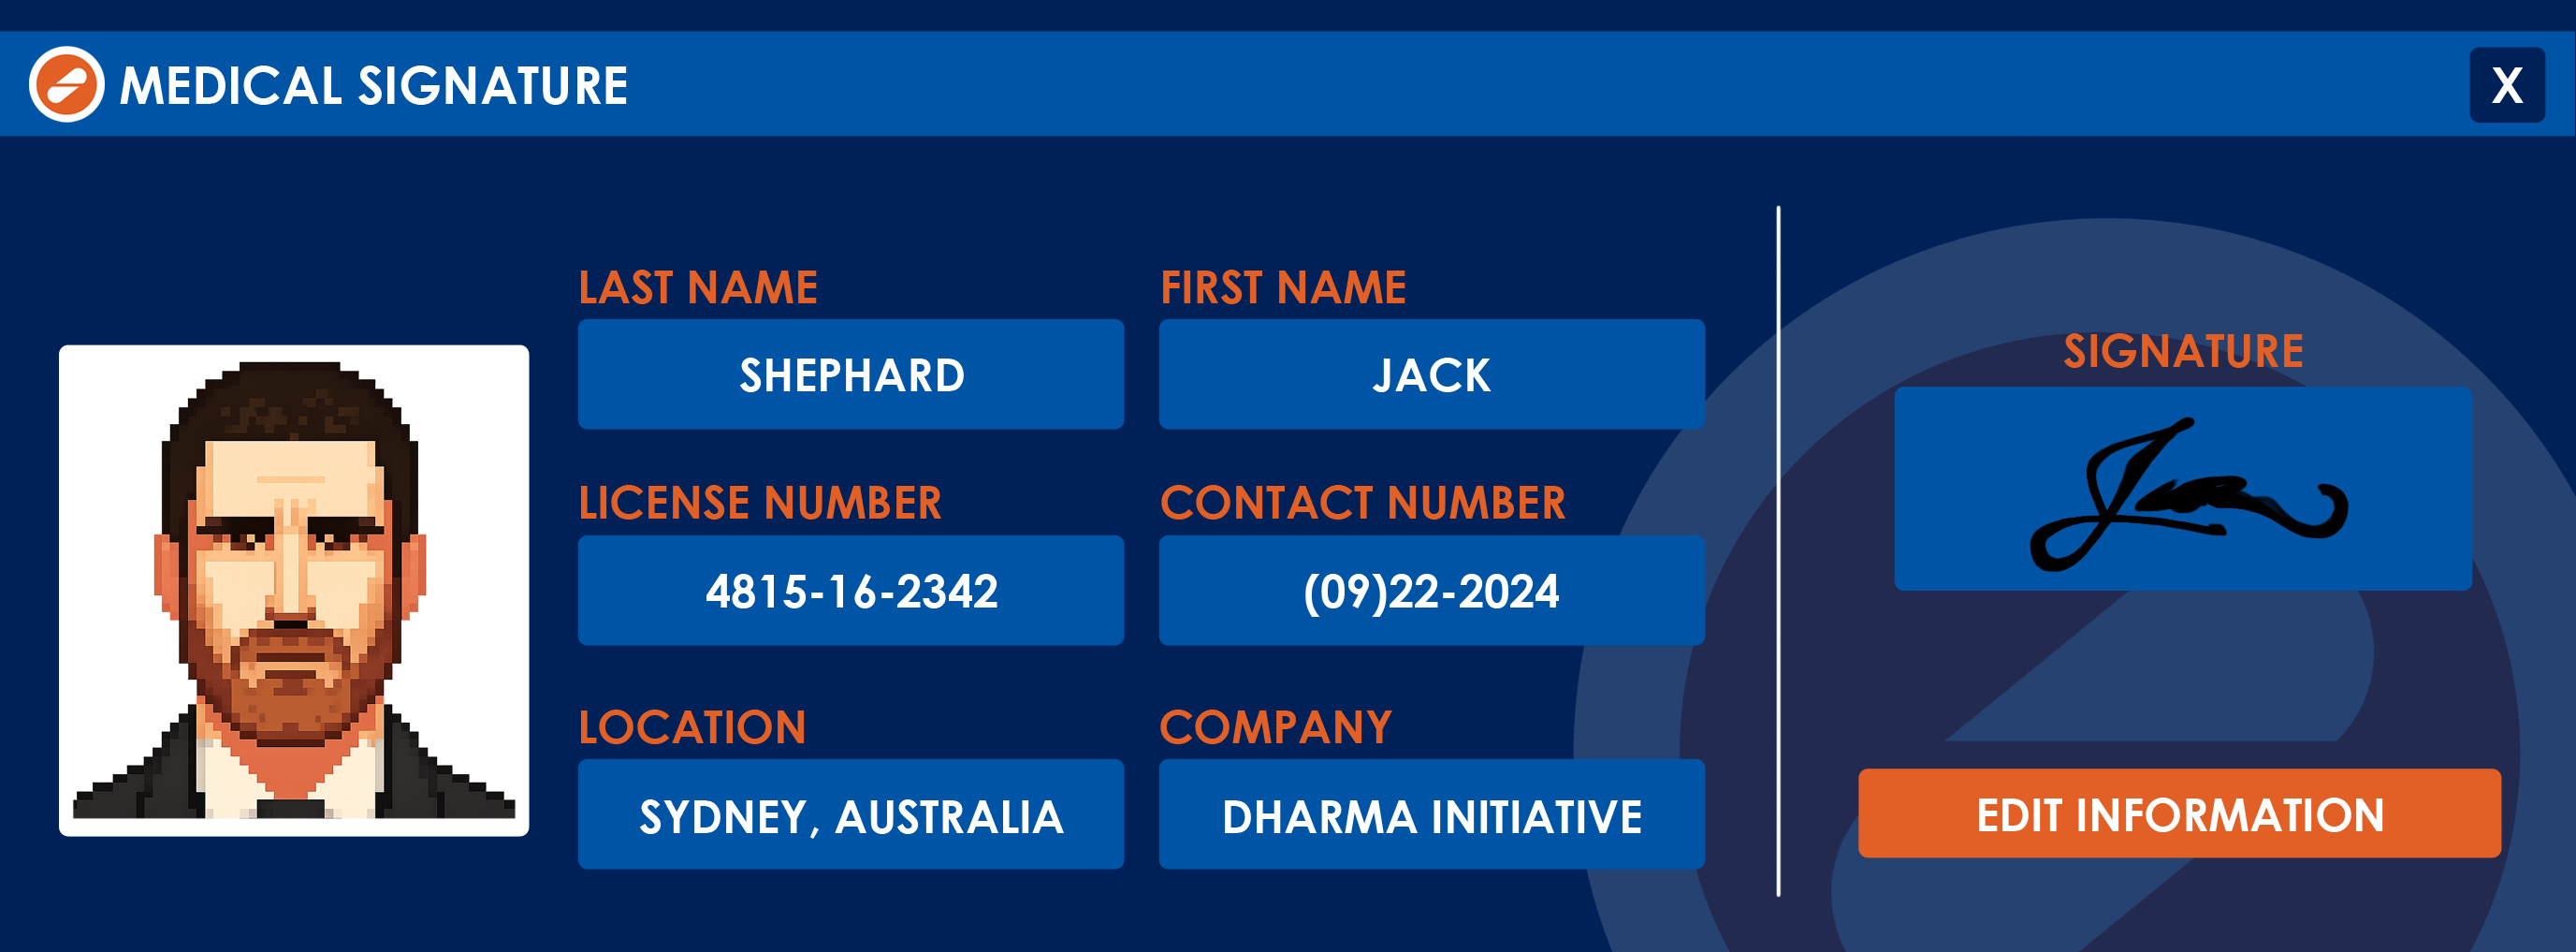 MEDICAL SIGNATURE
X
LAST NAME
SHEPHARD
FIRST NAME
JACK
LICENSE NUMBER
4815-16-2342
CONTACT NUMBER
(09)22-2024
LOCATION
SYDNEY, AUSTRALIA
COMPANY
DHARMA INITIATIVE
SIGNATURE
EDIT INFORMATION